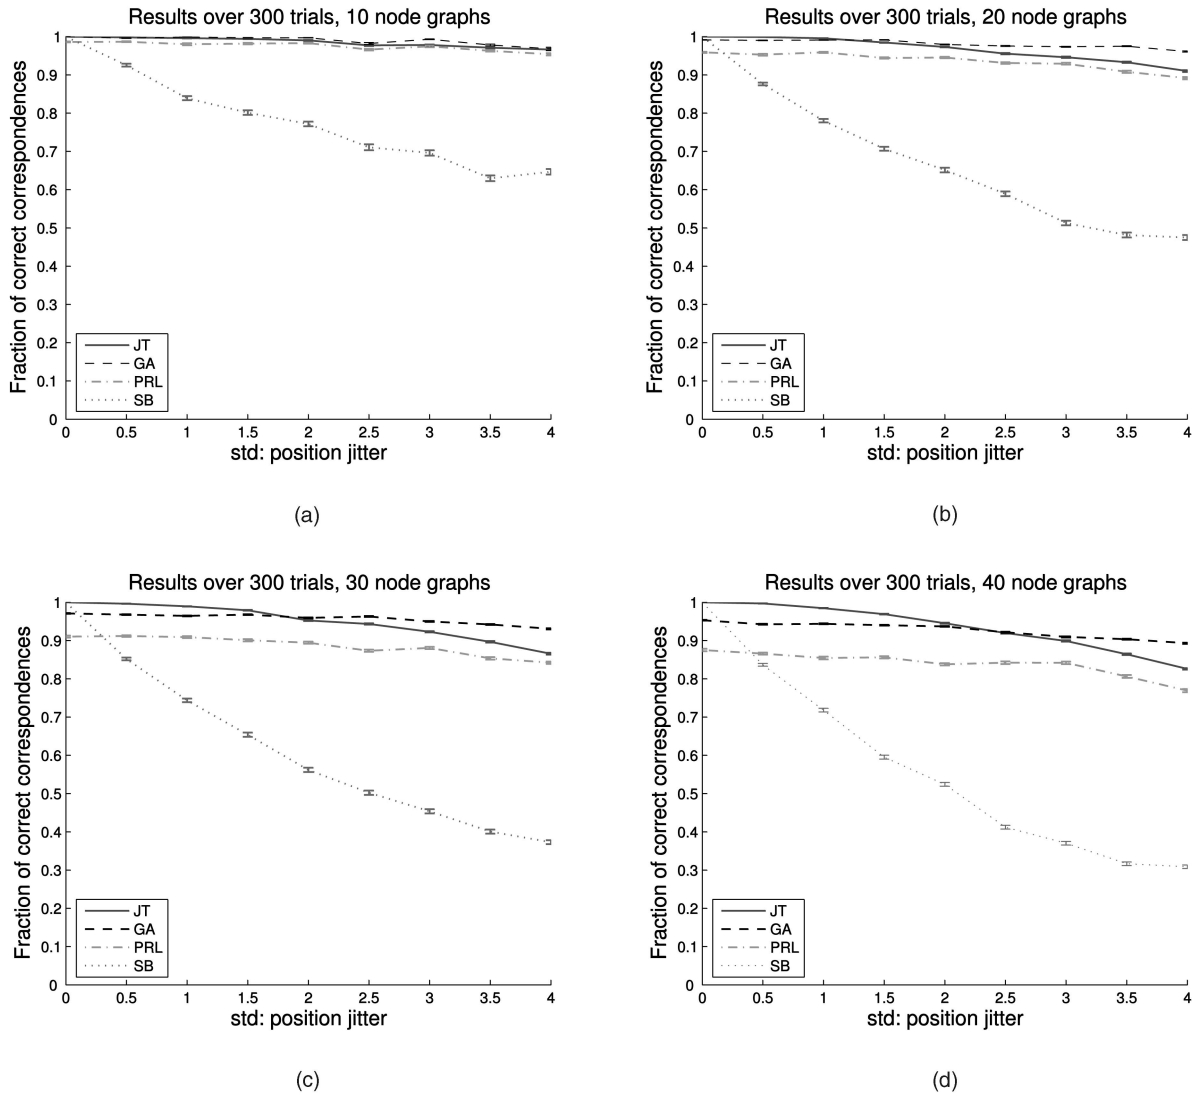 Results over 300 trials, 10 node graphs
Fraction of correct correspondences
1
0.9
0.8
0.7
0.6
0.5
0.4
0.3
0.2
0.1
0
JT
GA
PRL
SB
0 0.5 1 1.5 2 2.5 3 3.5 4
std: position jitter
(a)
Results over 300 trials, 20 node graphs
Fraction of correct correspondences
1
0.9
0.8
0.7
0.6
0.5
0.4
0.3
0.2
0.1
0
JT
GA
PRL
SB
0 0.5 1 1.5 2 2.5 3 3.5 4
std: position jitter
(b)
Results over 300 trials, 30 node graphs
Fraction of correct correspondences
1
0.9
0.8
0.7
0.6
0.5
0.4
0.3
0.2
0.1
0
JT
GA
PRL
SB
0 0.5 1 1.5 2 2.5 3 3.5 4
std: position jitter
(c)
Results over 300 trials, 40 node graphs
Fraction of correct correspondences
1
0.9
0.8
0.7
0.6
0.5
0.4
0.3
0.2
0.1
0
JT
GA
PRL
SB
0 0.5 1 1.5 2 2.5 3 3.5 4
std: position jitter
(d)